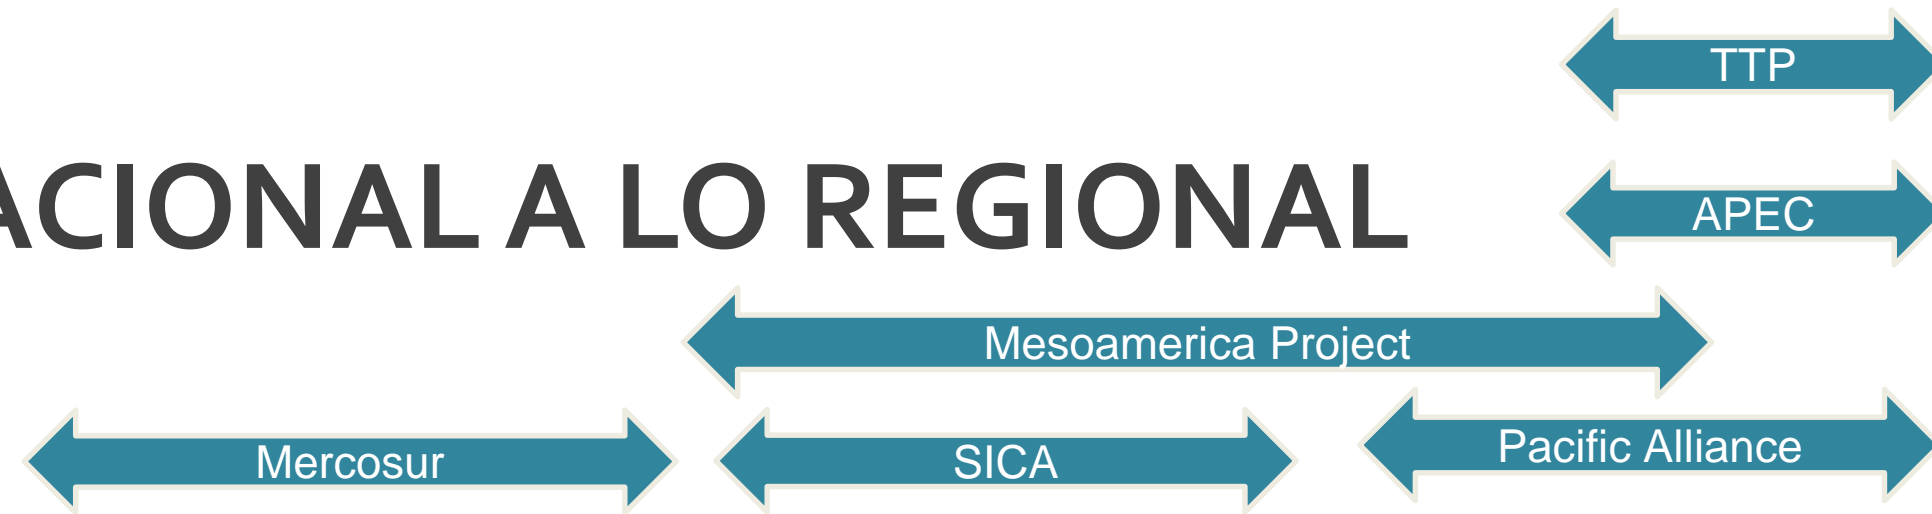 TTP
ACIONAL A LO REGIONAL
APEC
Mesoamerica Project
Mercosur
SICA
Pacific Alliance